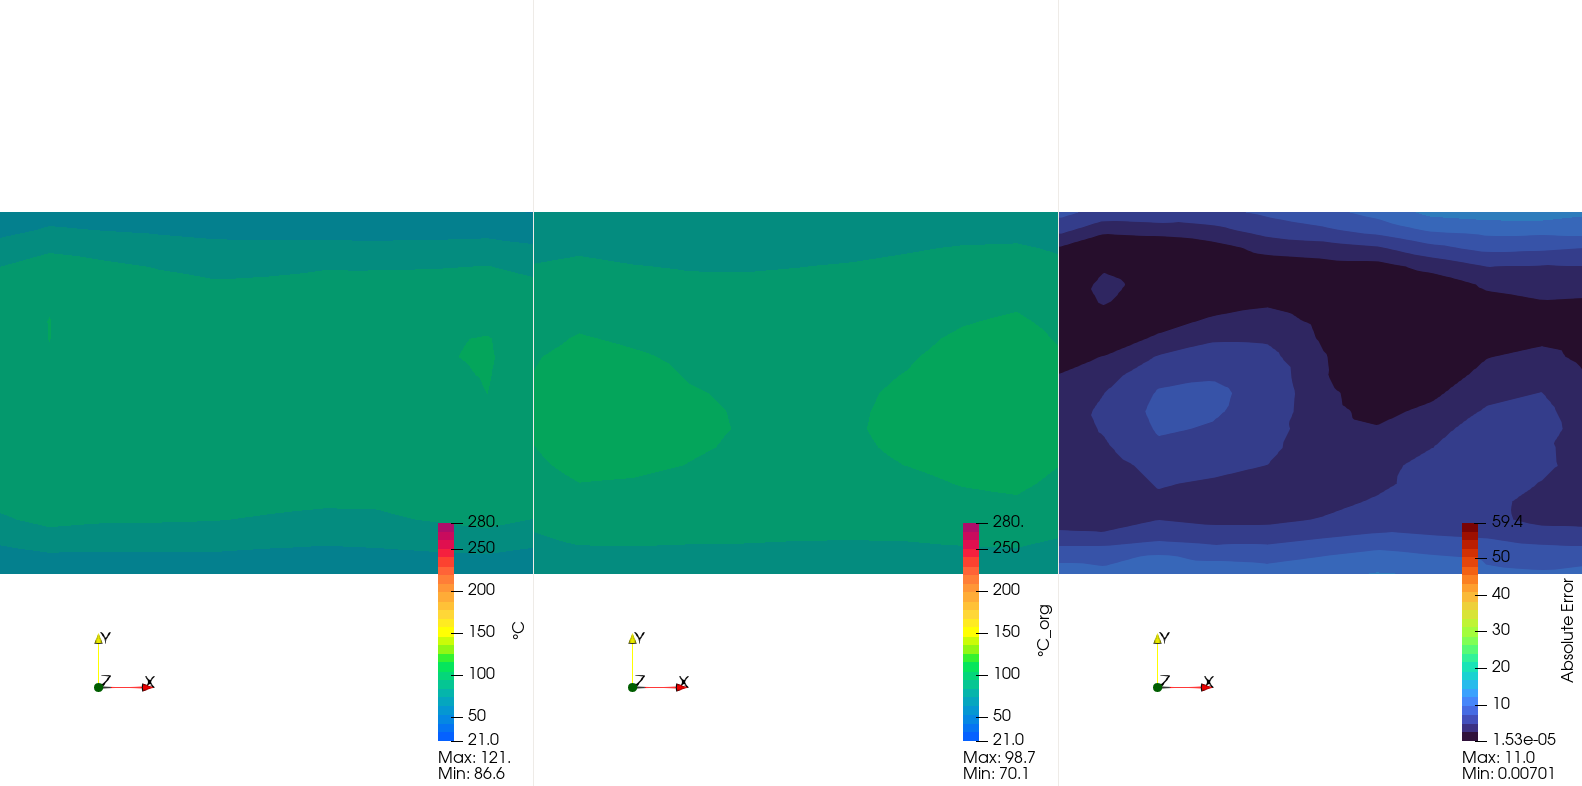 280.
250
200
150
100
50
21.0
°C
Max: 121.
Min: 86.6
Y
Z
X
280.
250
200
150
100
50
21.0
°C_org
Max: 98.7
Min: 70.1
Y
Z
X
59.4
50
40
30
20
10
1.53e-05
Absolute Error
Max: 11.0
Min: 0.00701
Y
Z
X